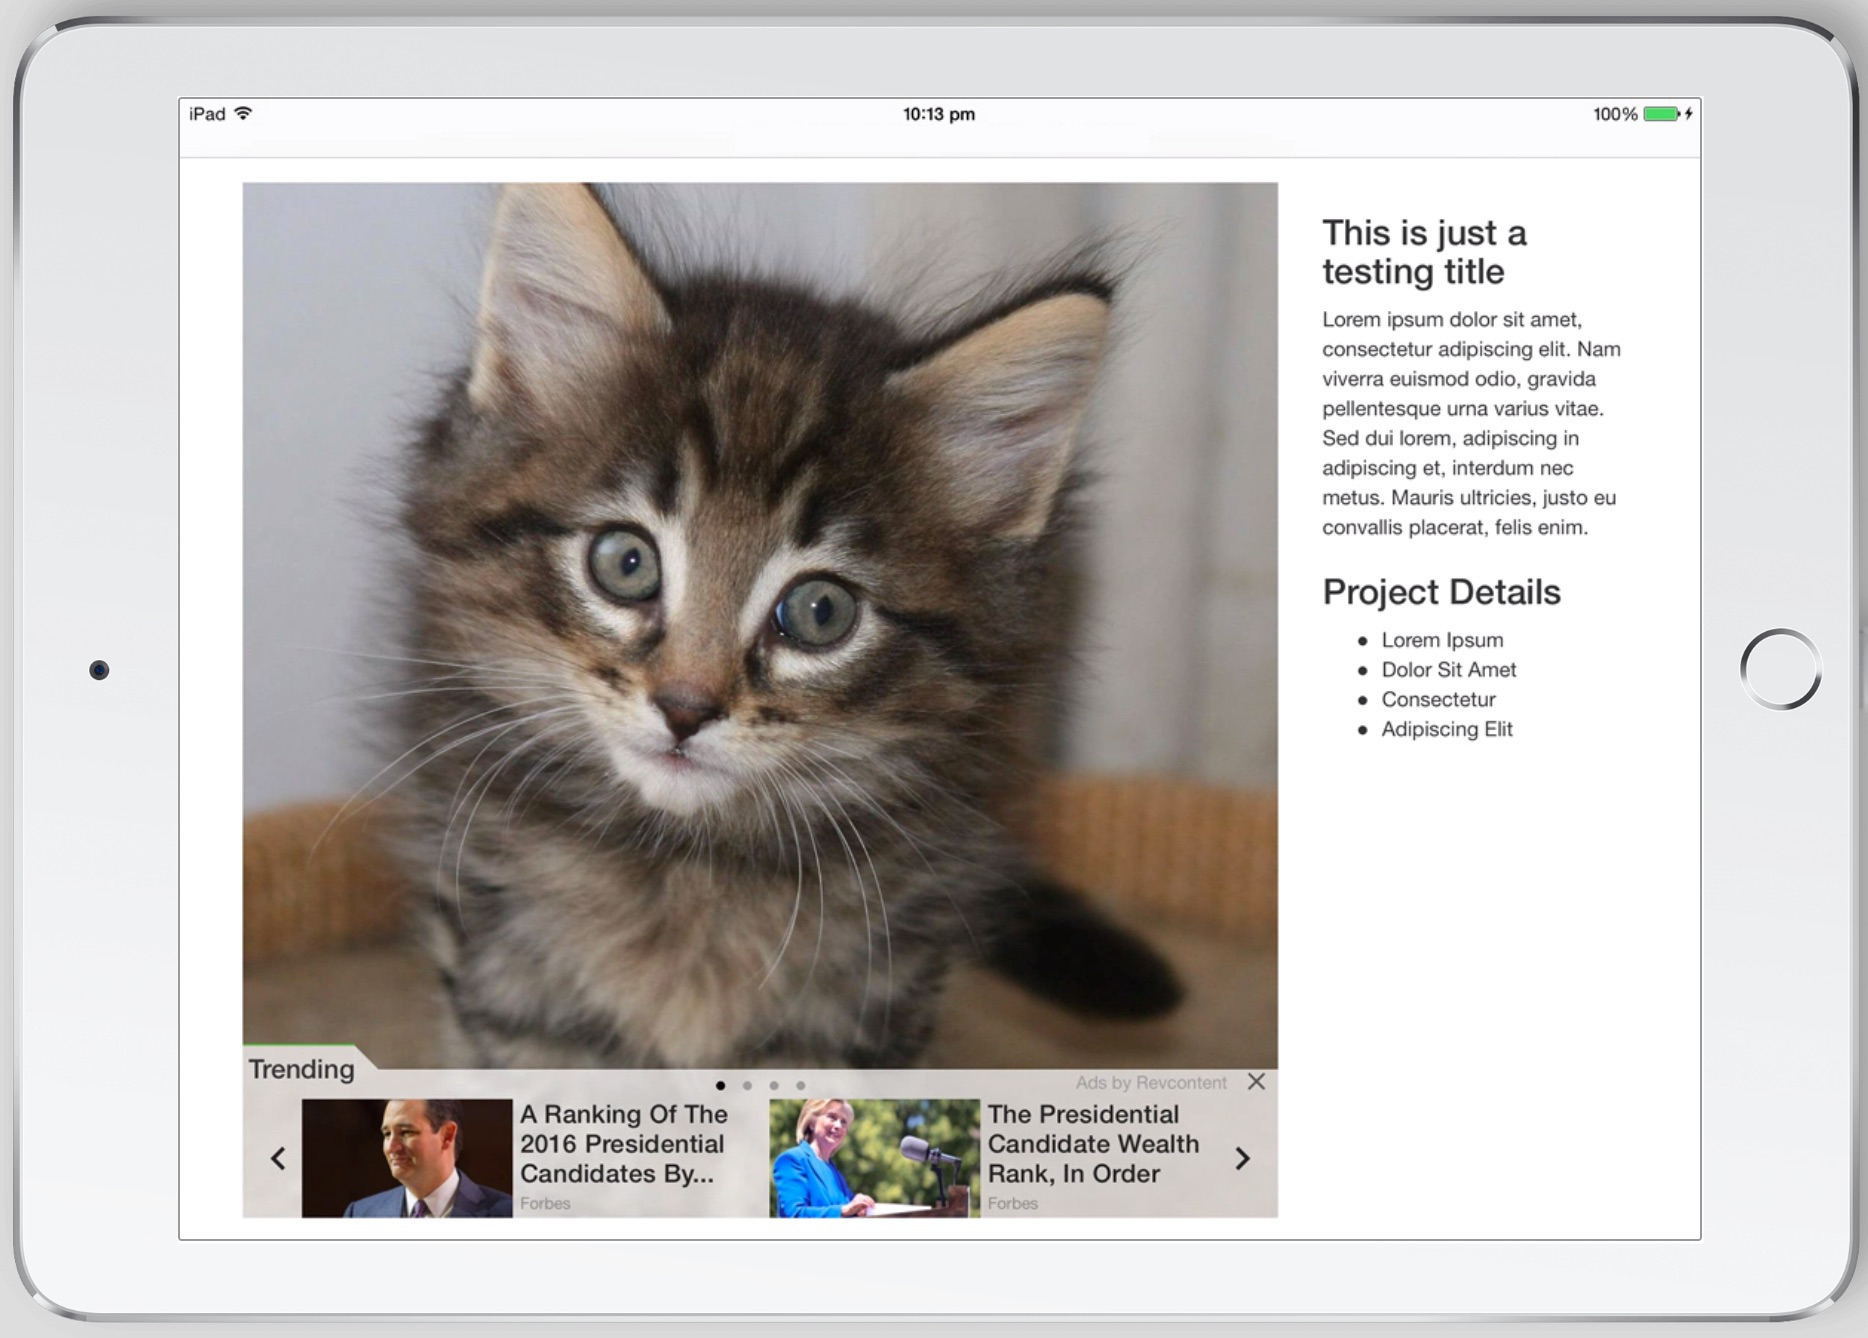 iPad
10:13 pm
100%
This is just a
testing title
Lorem ipsum dolor sit amet,
consectetur adipiscing elit. Nam
viverra euismod odio, gravida
pellentesque urna varius vitae.
Sed dui lorem, adipiscing in
adipiscing et, interdum nec
metus. Mauris ultricies, justo eu
convallis placerat, felis enim.
Project Details
Lorem Ipsum
Dolor Sit Amet
Consectetur
Adipiscing Elit
Trending
Ads by Revcontent
A Ranking Of The
2016 Presidential
Candidates By...
Forbes
The Presidential
Candidate Wealth
Rank, In Order
Forbes